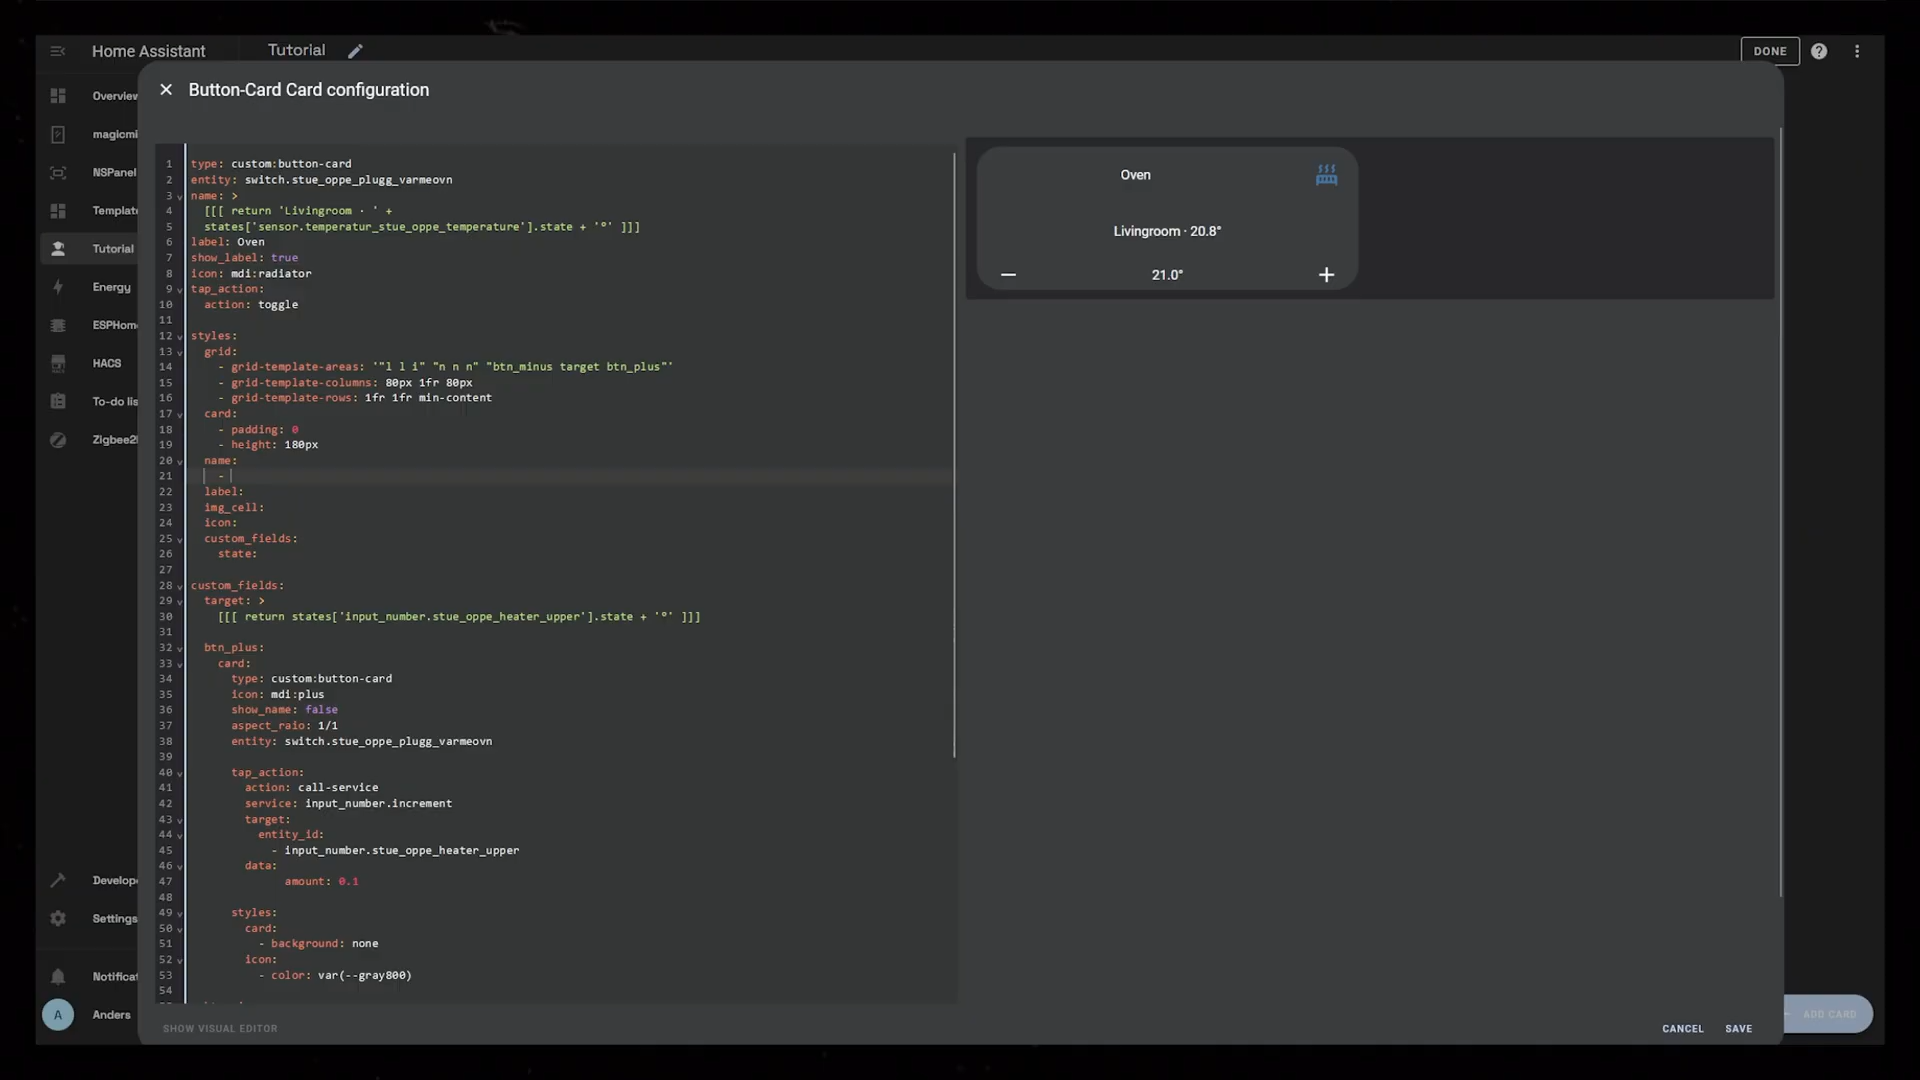 Home Assistant
Tutorial
DONE
Button-Card Card configuration
Overview
magicmi
NSPanel
Template
Tutorial
Energy
ESPHom
HACS
To-do lis
Zigbee2
Develop
Settings
Notificat
A
Anders
1 type: custom:button-card
2 entity: switch.stue_oppe_plugg_varmeovn
3 name: >
4 [[[ return 'Livingroom · ' +
5 states['sensor.temperatur_stue_oppe_temperature'].state + '°' ]]]
6 label: Oven
7 show_label: true
8 icon: mdi:radiator
9 tap_action:
10 action: toggle
11
12 styles:
13 grid:
14 - grid-template-areas: '"l l i" "n n n" "btn_minus target btn_plus"'
15 - grid-template-columns: 80px 1fr 80px
16 - grid-template-rows: 1fr 1fr min-content
17 card:
18 - padding: 0
19 - height: 180px
20 name:
21 -
22 label:
23 img_cell:
24 icon:
25 custom_fields:
26 state:
27
28 custom_fields:
29 target: >
30 [[[ return states['input_number.stue_oppe_heater_upper'].state + '°' ]]]
31
32 btn_plus:
33 card:
34 type: custom:button-card
35 icon: mdi:plus
36 show_name: false
37 aspect_raio: 1/1
38 entity: switch.stue_oppe_plugg_varmeovn
39
40 tap_action:
41 action: call-service
42 service: input_number.increment
43 target:
44 entity_id:
45 - input_number.stue_oppe_heater_upper
46 data:
47 amount: 0.1
48
49 styles:
50 card:
51 - background: none
52 icon:
53 - color: var(--gray800)
54
Oven
Livingroom · 20.8°
− 21.0° +
SHOW VISUAL EDITOR
CANCEL
SAVE
ADD CARD